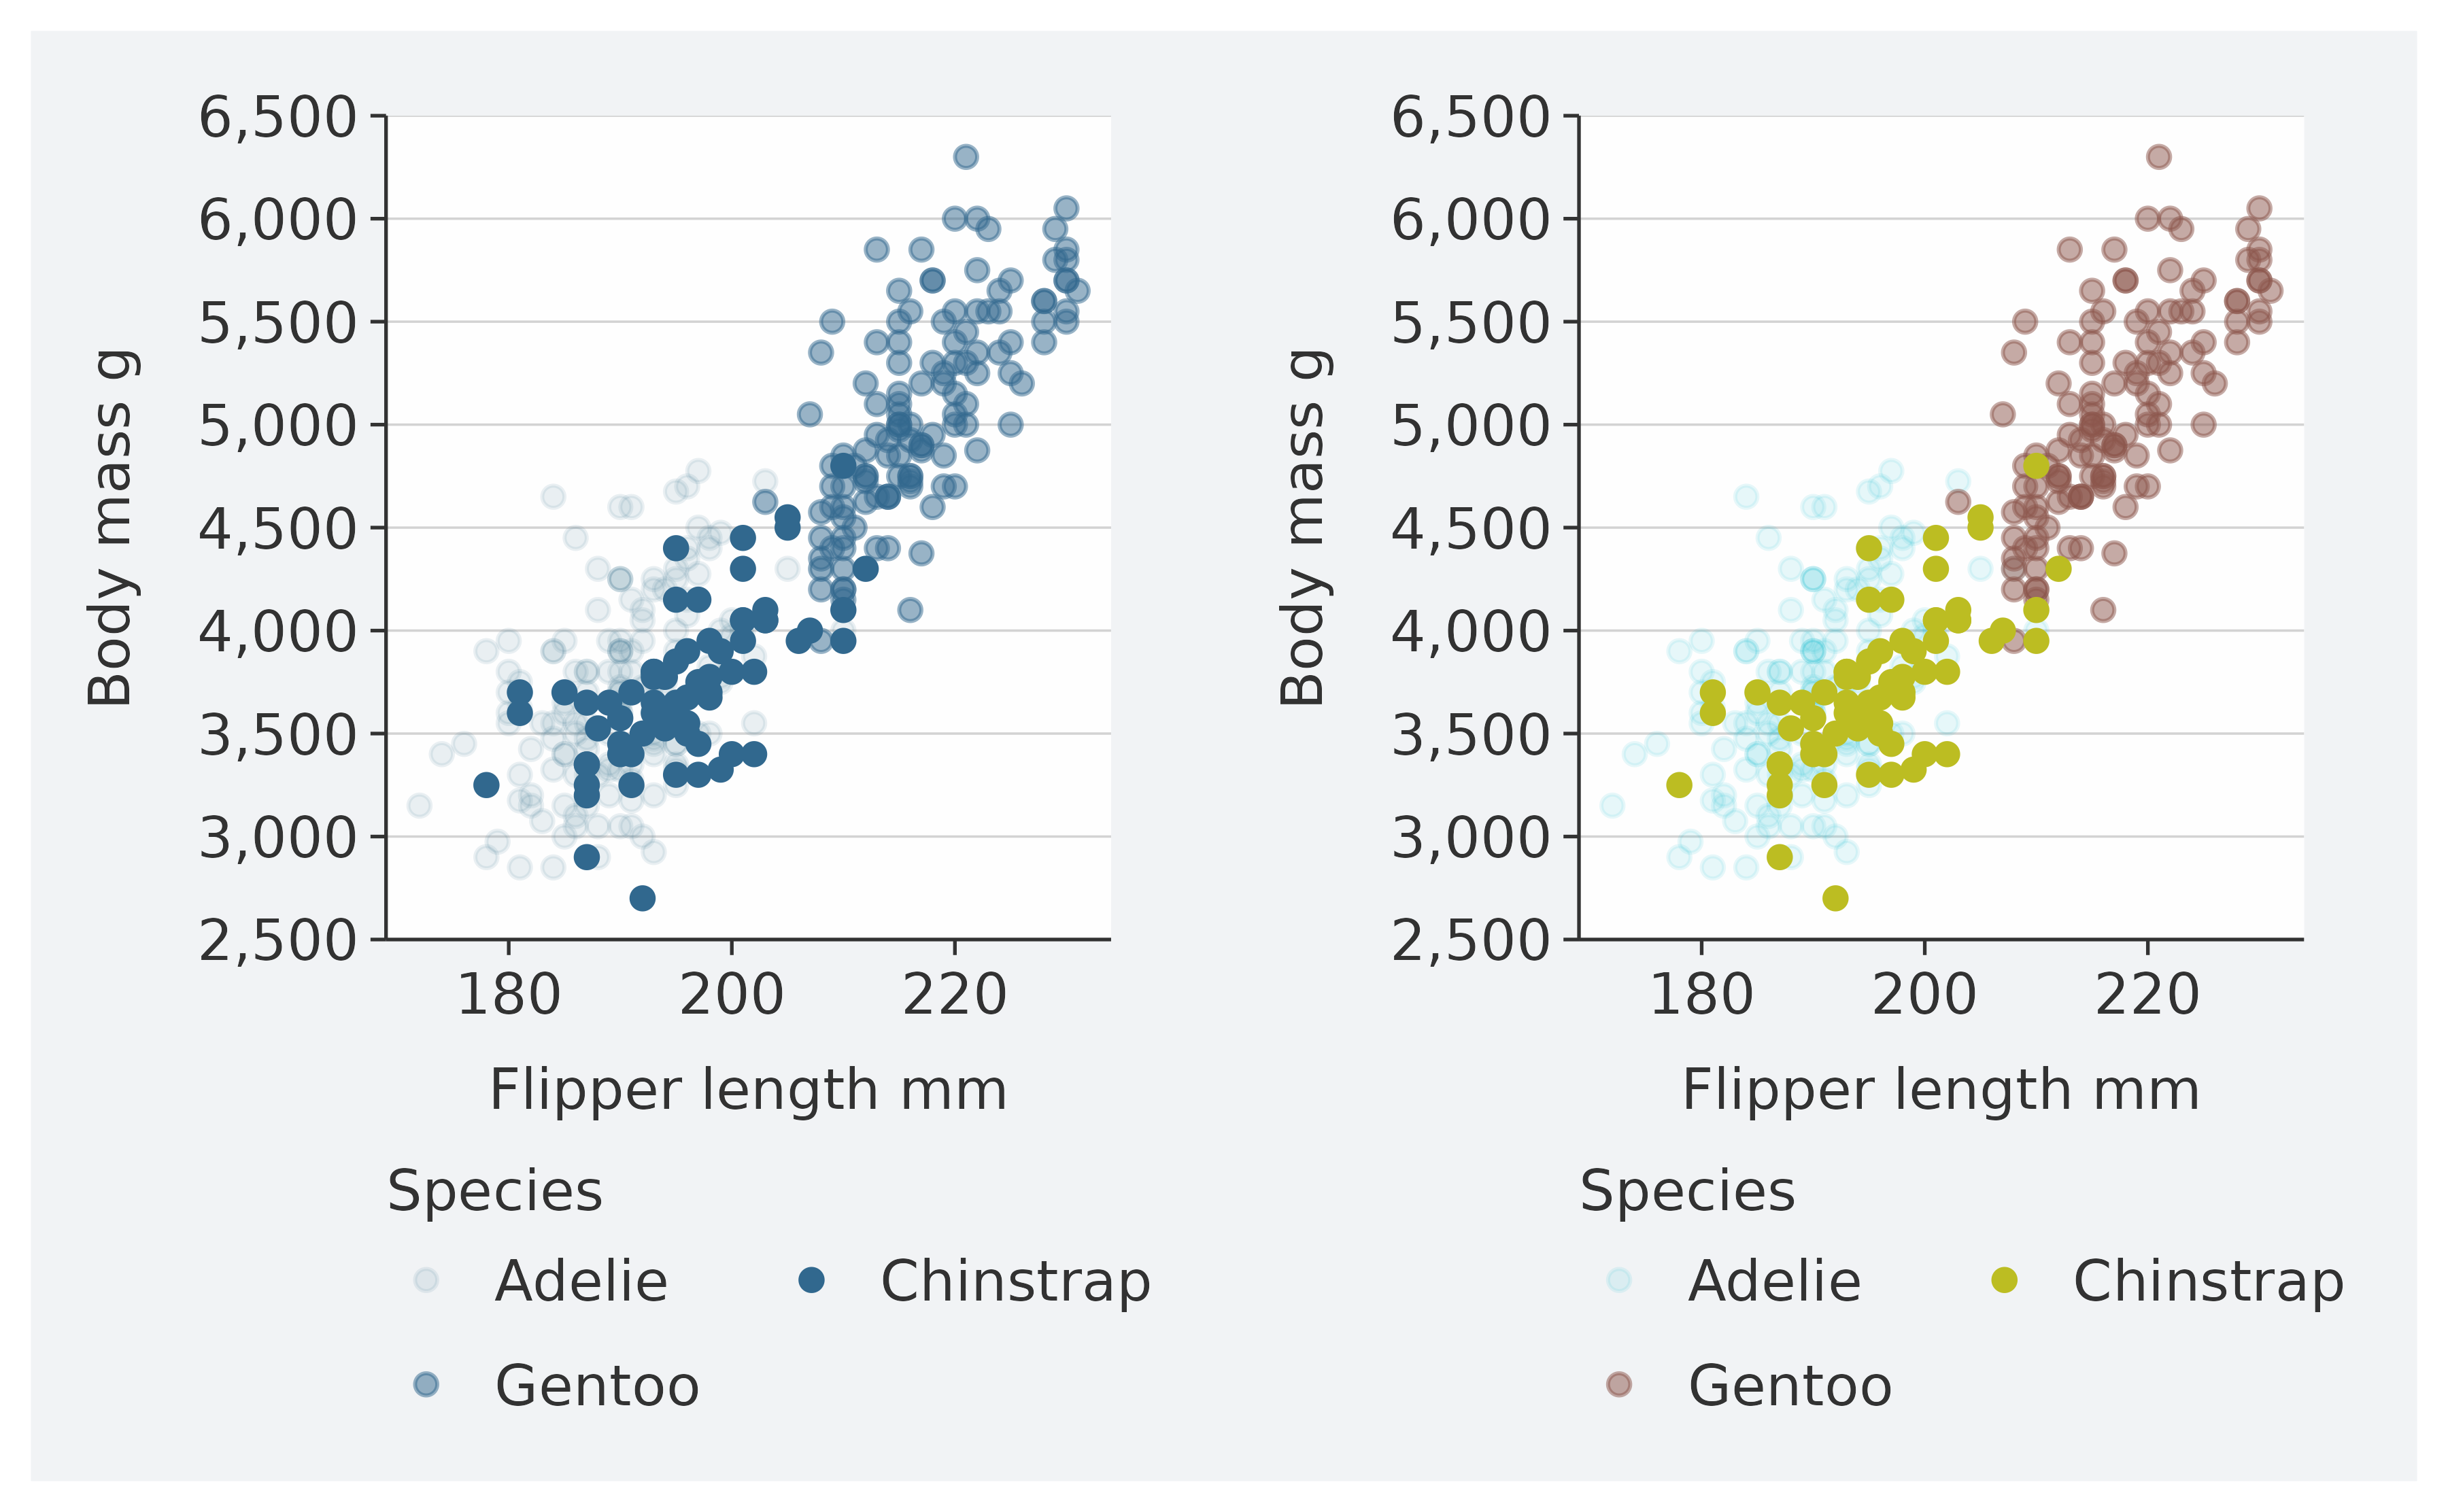 6,500
6,000
5,500
5,000
4,500
4,000
3,500
3,000
2,500
Body mass g
180 200 220
Flipper length mm
Species
Adelie Chinstrap
Gentoo
6,500
6,000
5,500
5,000
4,500
4,000
3,500
3,000
2,500
Body mass g
180 200 220
Flipper length mm
Species
Adelie Chinstrap
Gentoo